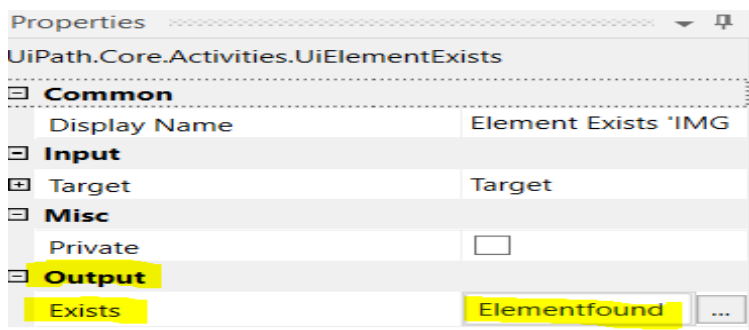 Properties
UiPath.Core.Activities.UiElementExists
Common
Display Name Element Exists 'IMG
Input
Target Target
Misc
Private
Output
Exists Elementfound ...